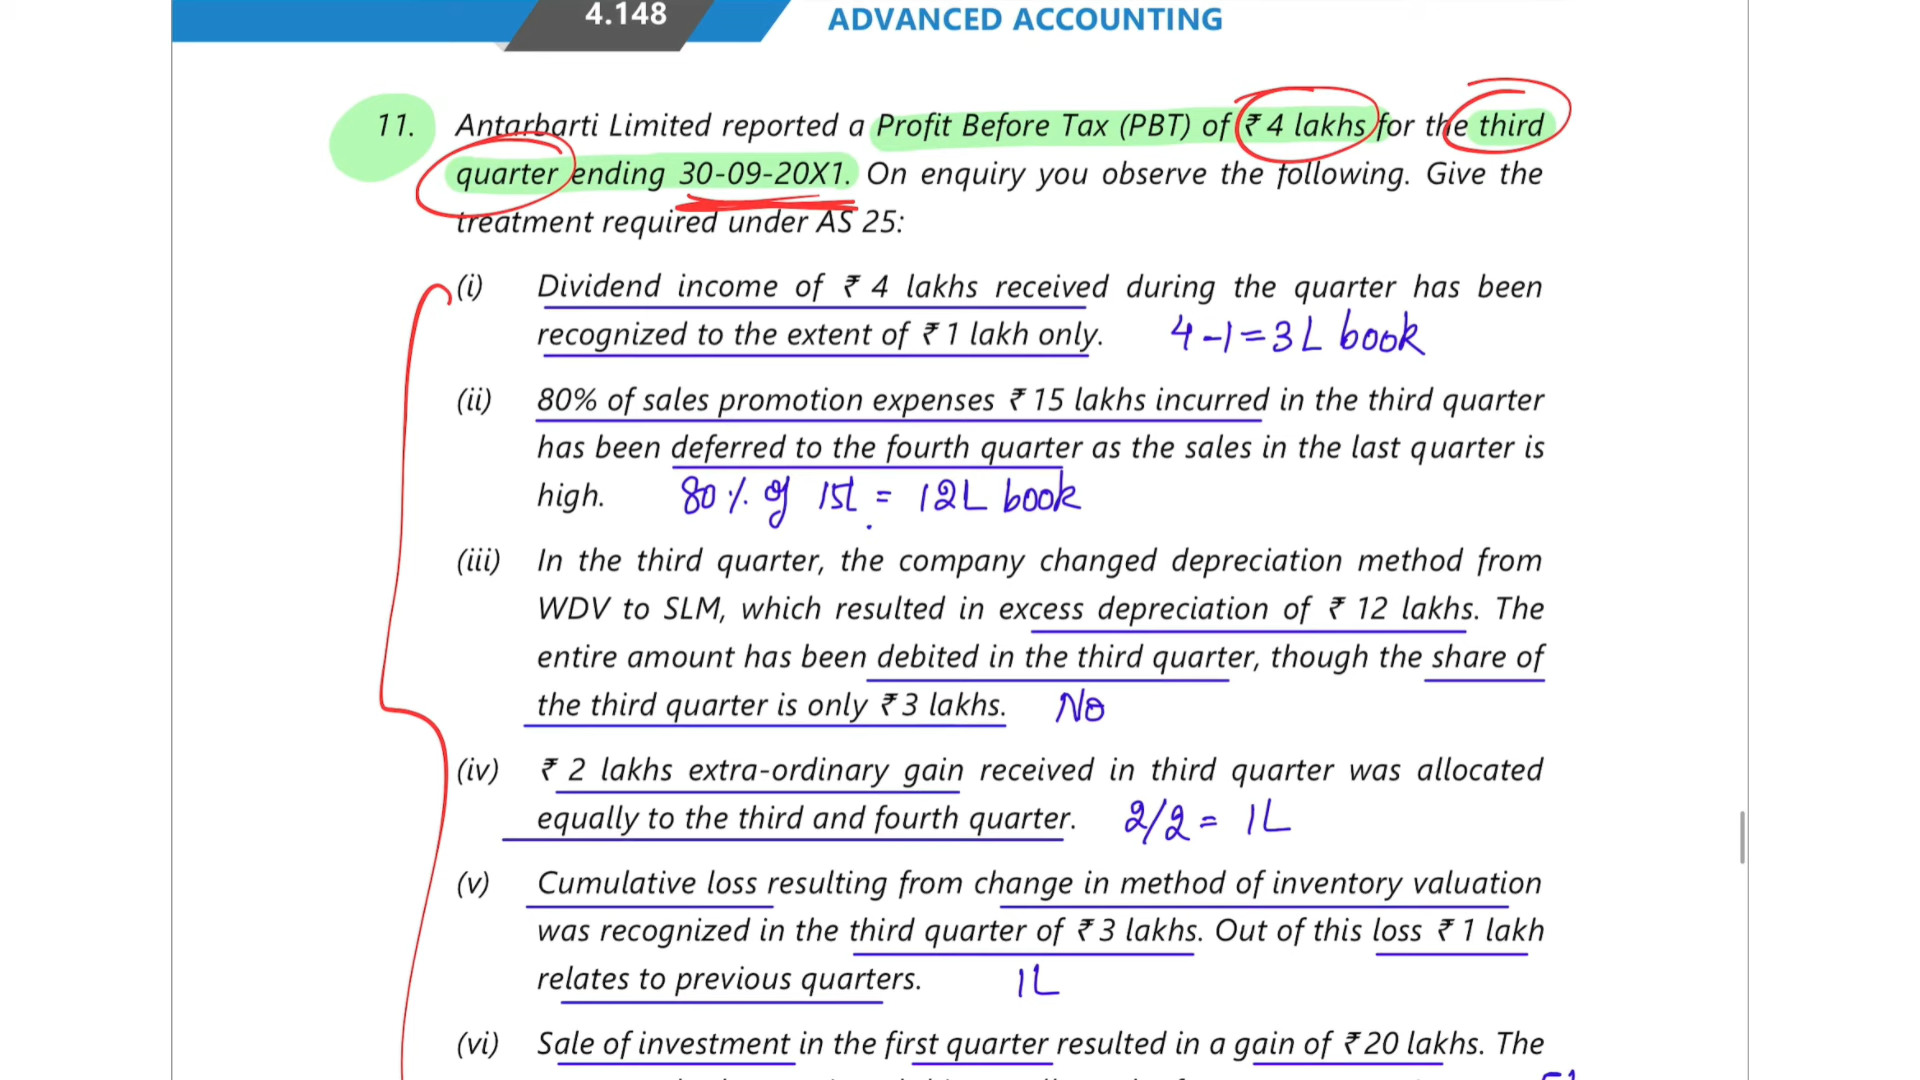 4.148 ADVANCED ACCOUNTING
11. Antarbarti Limited reported a Profit Before Tax (PBT) of ₹ 4 lakhs for the third
quarter ending 30-09-20X1. On enquiry you observe the following. Give the
treatment required under AS 25:
(i) Dividend income of ₹ 4 lakhs received during the quarter has been
recognized to the extent of ₹ 1 lakh only. 4-1=3L book
(ii) 80% of sales promotion expenses ₹ 15 lakhs incurred in the third quarter
has been deferred to the fourth quarter as the sales in the last quarter is
high. 80% of 15L = 12L book
(iii) In the third quarter, the company changed depreciation method from
WDV to SLM, which resulted in excess depreciation of ₹ 12 lakhs. The
entire amount has been debited in the third quarter, though the share of
the third quarter is only ₹ 3 lakhs. No
(iv) ₹ 2 lakhs extra-ordinary gain received in third quarter was allocated
equally to the third and fourth quarter. 2/2 = 1L
(v) Cumulative loss resulting from change in method of inventory valuation
was recognized in the third quarter of ₹ 3 lakhs. Out of this loss ₹ 1 lakh
relates to previous quarters. 1L
(vi) Sale of investment in the first quarter resulted in a gain of ₹ 20 lakhs. The